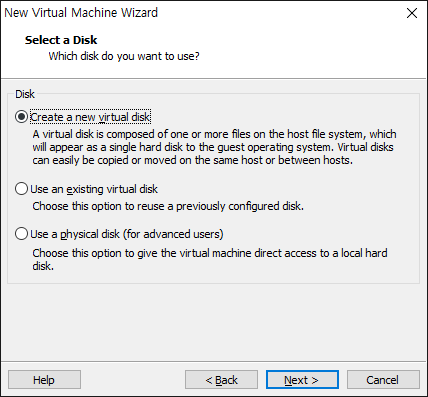 New Virtual Machine Wizard
Select a Disk
Which disk do you want to use?
Disk
Create a new virtual disk
A virtual disk is composed of one or more files on the host file system, which
will appear as a single hard disk to the guest operating system. Virtual disks
can easily be copied or moved on the same host or between hosts.
Use an existing virtual disk
Choose this option to reuse a previously configured disk.
Use a physical disk (for advanced users)
Choose this option to give the virtual machine direct access to a local hard
disk.
Help
< Back
Next >
Cancel